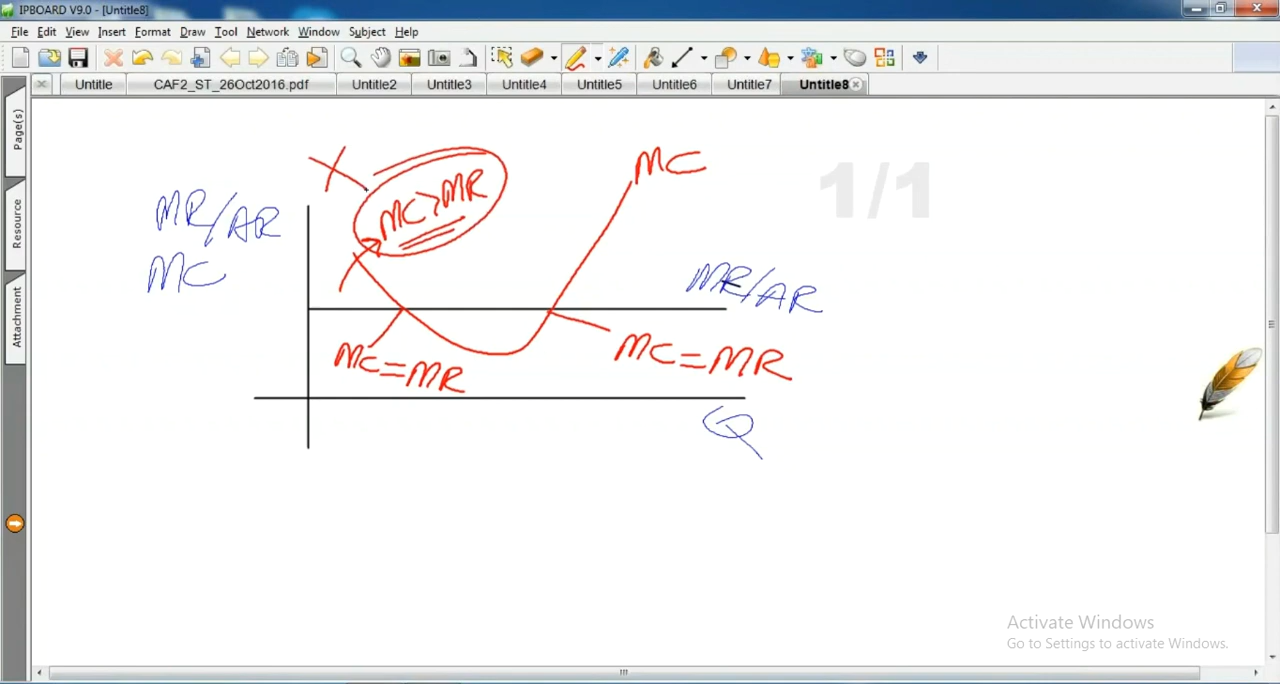 IPBOARD V9.0 - [Untitled8]
File Edit View Insert Format Draw Tool Network Window Subject Help
Untitle CAF2_ST_26Oct2016.pdf Untitle2 Untitle3 Untitle4 Untitle5 Untitle6 Untitle7 Untitle8
Page(s)
Resource
Attachment
1/1
MC
MC>MR
MR/AR
MC
MR/AR
MC=MR
MC=MR
Q
Activate Windows
Go to Settings to activate Windows.